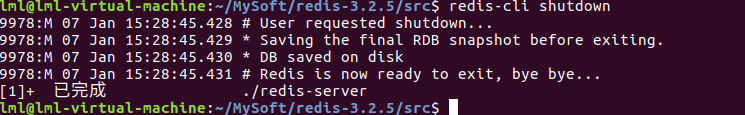 lml@lml-virtual-machine:~/MySoft/redis-3.2.5/src$ redis-cli shutdown
9978:M 07 Jan 15:28:45.428 # User requested shutdown...
9978:M 07 Jan 15:28:45.429 * Saving the final RDB snapshot before exiting.
9978:M 07 Jan 15:28:45.430 * DB saved on disk
9978:M 07 Jan 15:28:45.431 # Redis is now ready to exit, bye bye...
[1]+  已完成               ./redis-server
lml@lml-virtual-machine:~/MySoft/redis-3.2.5/src$